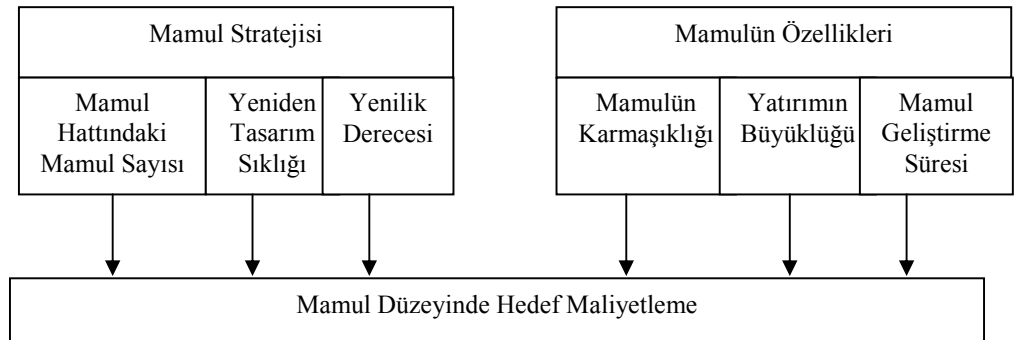 Mamul Stratejisi
Mamul
Hattındaki
Mamul Sayısı
Yeniden
Tasarım
Sıklığı
Yenilik
Derecesi
Mamulün Özellikleri
Mamulün
Karmaşıklığı
Yatırımın
Büyüklüğü
Mamul
Geliştirme
Süresi
Mamul Düzeyinde Hedef Maliyetleme